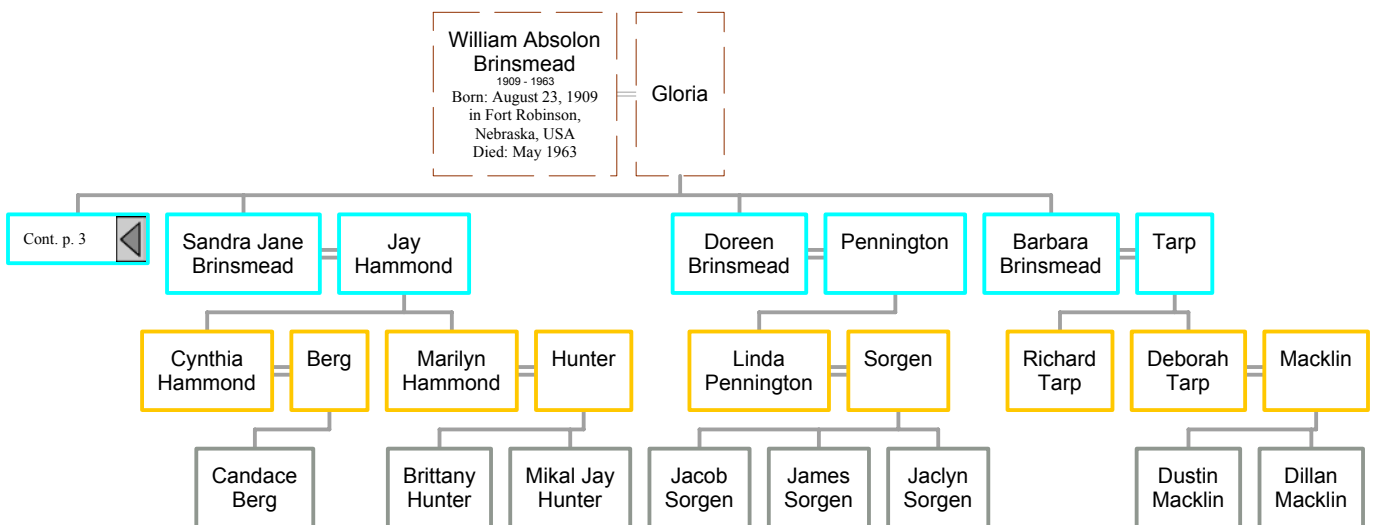 William Absolon
Brinsmead
1909 - 1963
Born: August 23, 1909
in Fort Robinson,
Nebraska, USA
Died: May 1963
Gloria
Cont. p. 3
Sandra Jane
Brinsmead
Jay
Hammond
Doreen
Brinsmead
Pennington
Barbara
Brinsmead
Tarp
Cynthia
Hammond
Berg
Marilyn
Hammond
Hunter
Linda
Pennington
Sorgen
Richard
Tarp
Deborah
Tarp
Macklin
Candace
Berg
Brittany
Hunter
Mikal Jay
Hunter
Jacob
Sorgen
James
Sorgen
Jaclyn
Sorgen
Dustin
Macklin
Dillan
Macklin